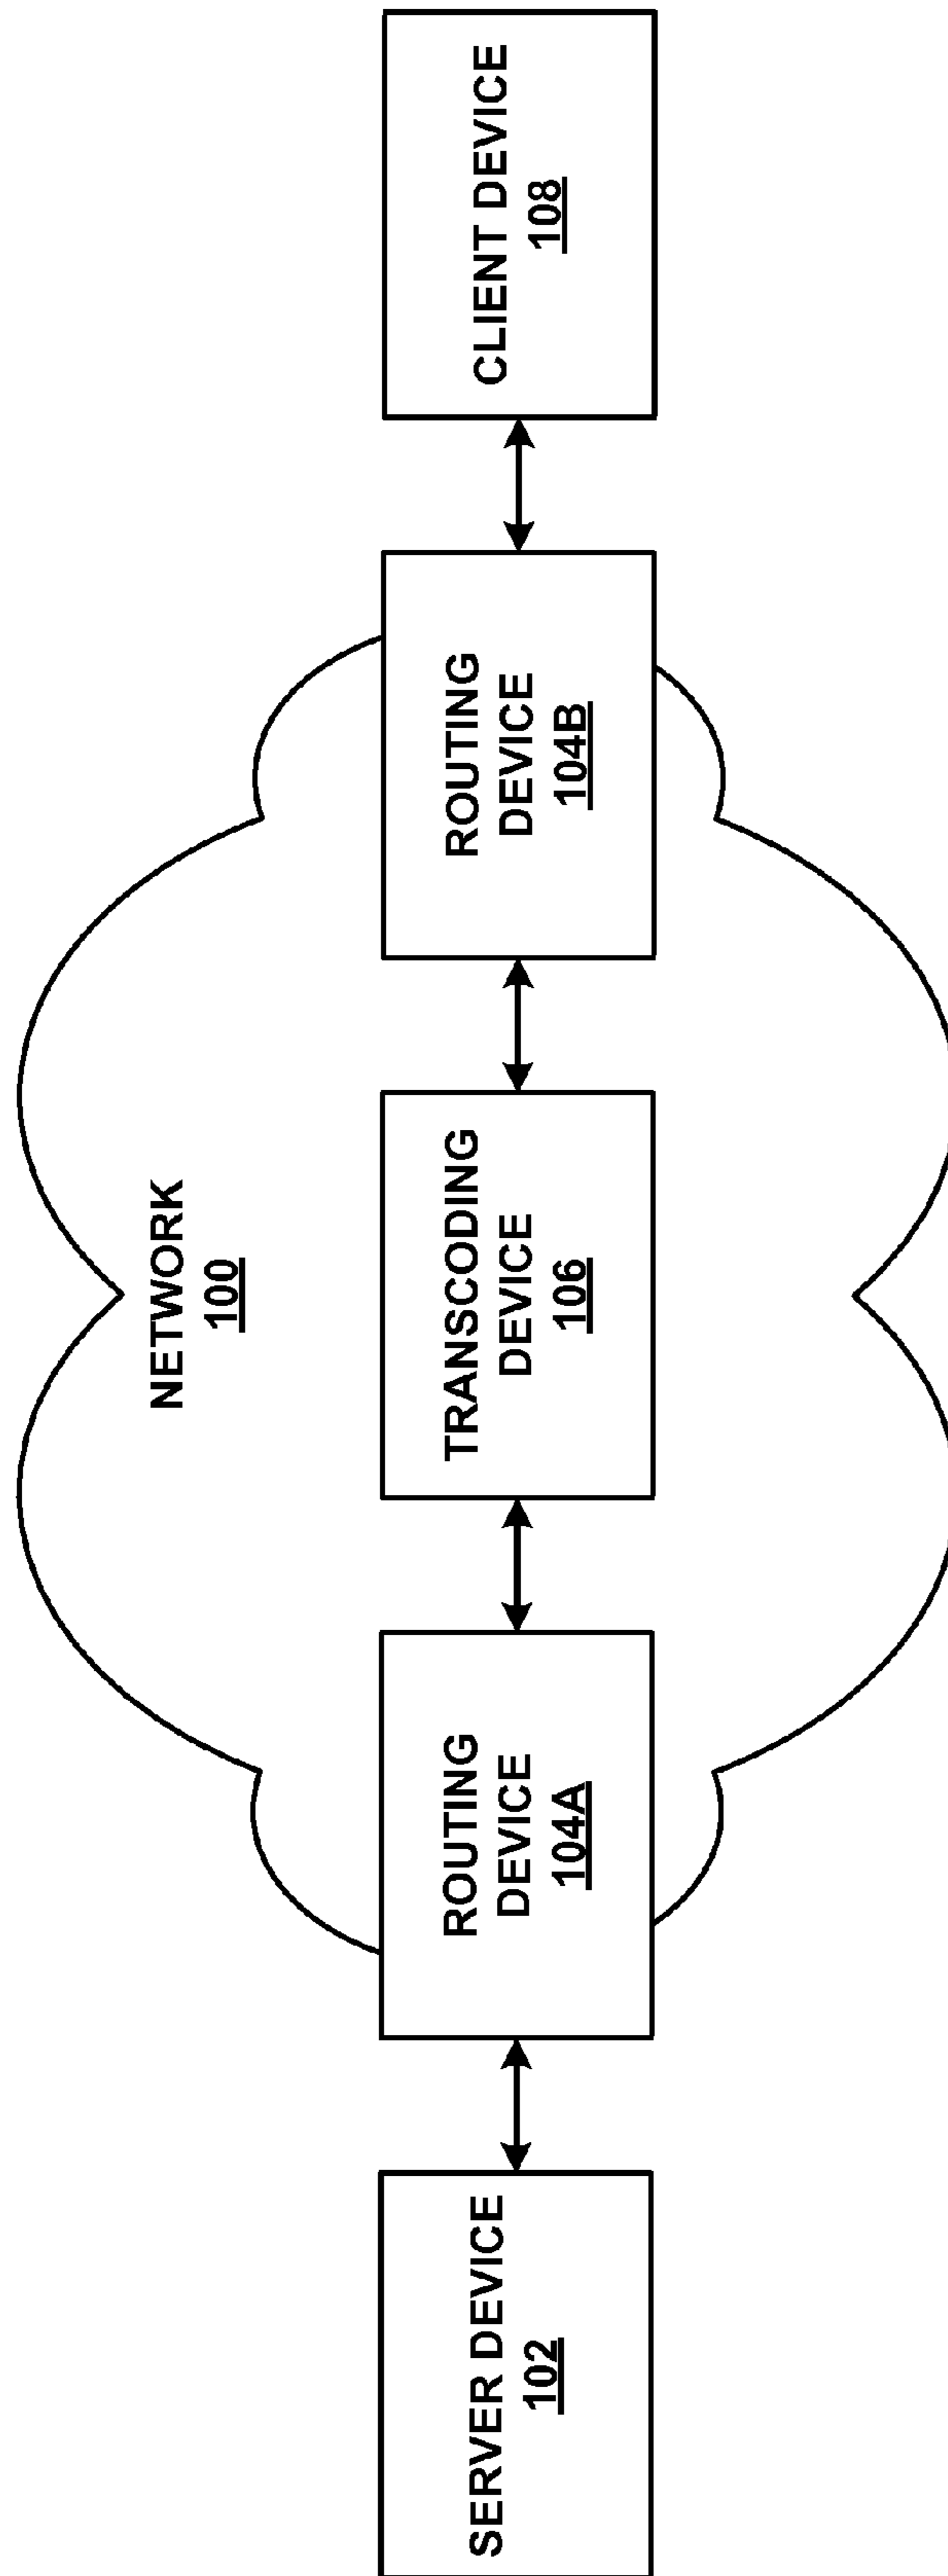 NETWORK
100
SERVER DEVICE
102
ROUTING
DEVICE
104A
TRANSCODING
DEVICE
106
ROUTING
DEVICE
104B
CLIENT DEVICE
108